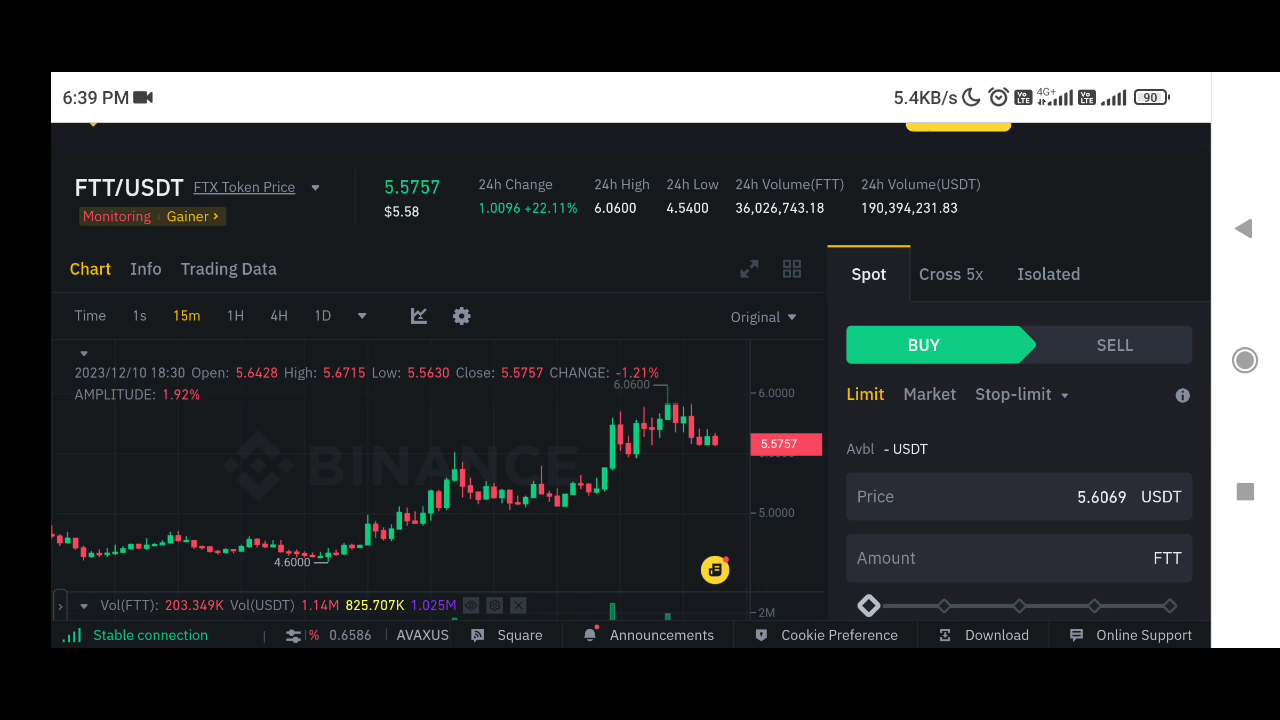 6:39 PM
5.4KB/s Vo LTE 4G+ Vo LTE 90
FTT/USDT FTX Token Price
Monitoring Gainer >
5.5757
$5.58
24h Change
1.0096 +22.11%
24h High
6.0600
24h Low
4.5400
24h Volume(FTT)
36,026,743.18
24h Volume(USDT)
190,394,231.83
Chart Info Trading Data
Time 1s 15m 1H 4H 1D
Original
2023/12/10 18:30 Open: 5.6428 High: 5.6715 Low: 5.5630 Close: 5.5757 CHANGE: -1.21%
AMPLITUDE: 1.92%
6.0600
6.0000
5.5757
BINANCE
5.0000
4.6000
Vol(FTT): 203.349K Vol(USDT) 1.14M 825.707K 1.025M
2M
Spot Cross 5x Isolated
BUY SELL
Limit Market Stop-limit
Avbl - USDT
Price 5.6069 USDT
Amount FTT
Stable connection
% 0.6586 AVAXUS
Square
Announcements
Cookie Preference
Download
Online Support